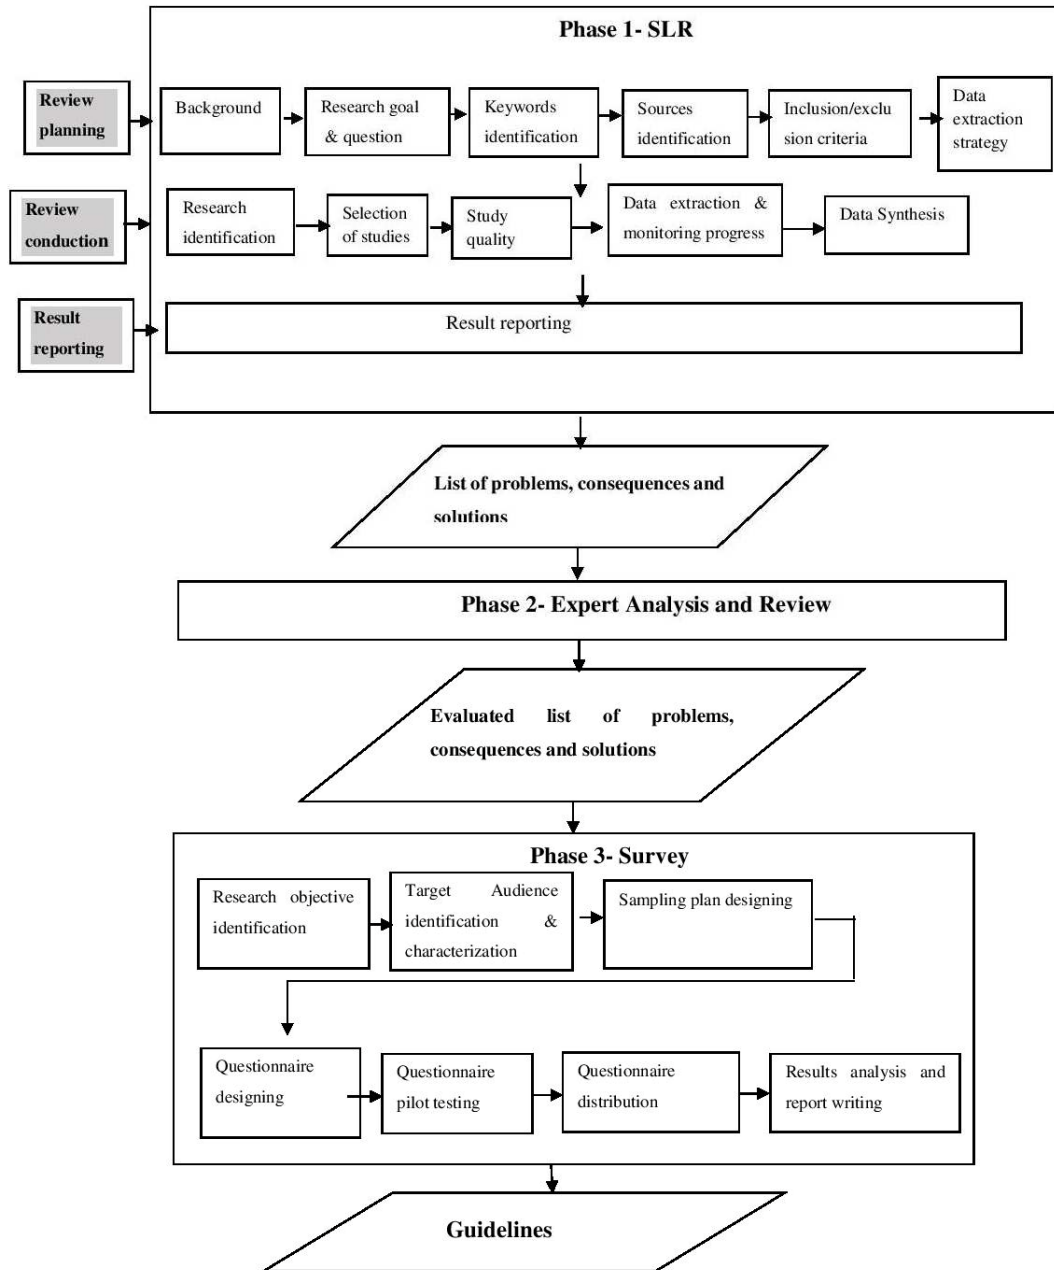 Phase 1- SLR
Review
planning
Background
Research goal
& question
Keywords
identification
Sources
identification
Inclusion/exclu
sion criteria
Data
extraction
strategy
Review
conduction
Research
identification
Selection
of studies
Study
quality
Data extraction &
monitoring progress
Data Synthesis
Result
reporting
Result reporting
List of problems, consequences and
solutions
Phase 2- Expert Analysis and Review
Evaluated list of problems,
consequences and solutions
Phase 3- Survey
Research objective
identification
Target Audience
identification &
characterization
Sampling plan designing
Questionnaire
designing
Questionnaire
pilot testing
Questionnaire
distribution
Results analysis and
report writing
Guidelines